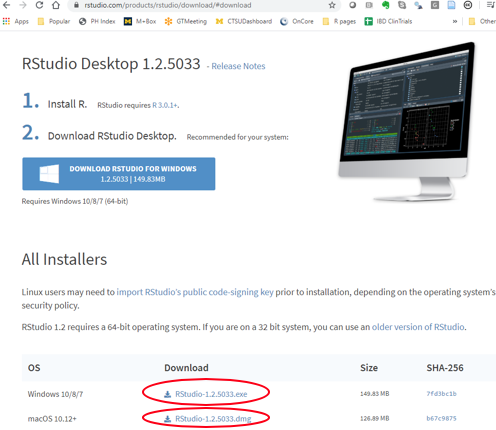 rstudio.com/products/rstudio/download/#download
Apps Popular PH Index M+Box GTMeeting CTSUDashboard OnCore R pages IBD ClinTrials » Other
RStudio Desktop 1.2.5033 - Release Notes
1. Install R. RStudio requires R 3.0.1+.
2. Download RStudio Desktop. Recommended for your system:
DOWNLOAD RSTUDIO FOR WINDOWS
1.2.5033 | 149.83MB
Requires Windows 10/8/7 (64-bit)
All Installers
Linux users may need to import RStudio's public code-signing key prior to installation, depending on the operating system's
security policy.
RStudio 1.2 requires a 64-bit operating system. If you are on a 32 bit system, you can use an older version of RStudio.
OS Download Size SHA-256
Windows 10/8/7 RStudio-1.2.5033.exe 149.83 MB 7fd3bc1b
macOS 10.12+ RStudio-1.2.5033.dmg 126.89 MB b67c9875